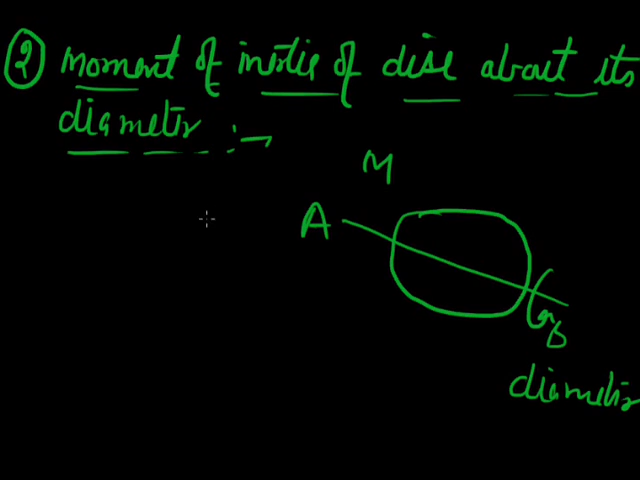 2 moment of inertia of disc about its
diameter :-
M
A
B
diameter